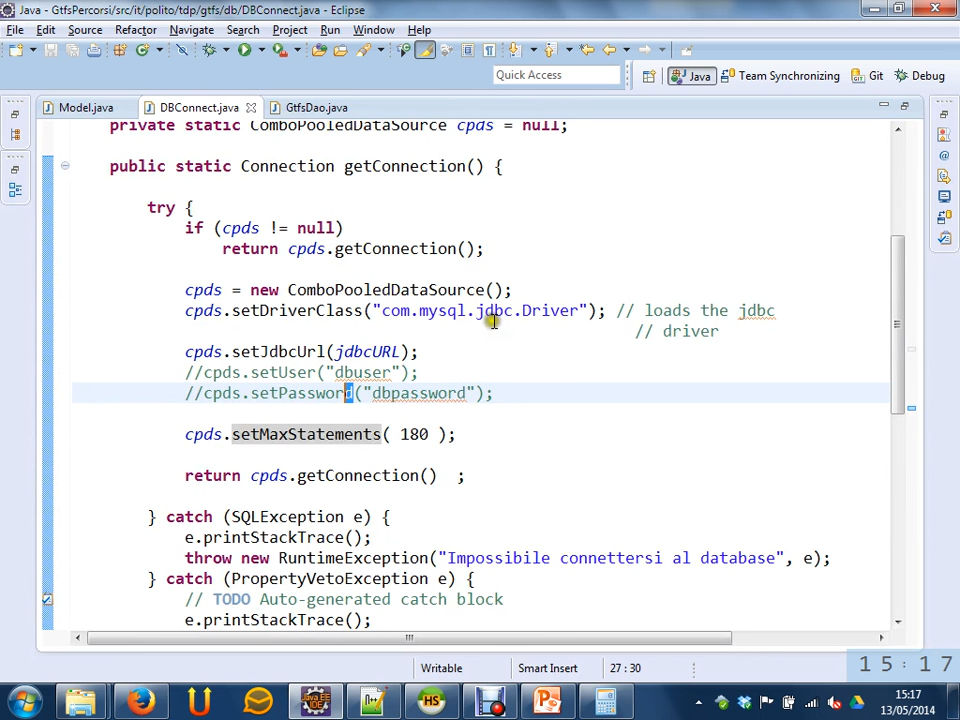 Java - GtfsPercorsi/src/it/polito/tdp/gtfs/db/DBConnect.java - Eclipse
File Edit Source Refactor Navigate Search Project Run Window Help
Quick Access
Java Team Synchronizing Git Debug
Model.java DBConnect.java GtfsDao.java
private static ComboPooledDataSource cpds = null;
public static Connection getConnection() {
try {
if (cpds != null)
return cpds.getConnection();
cpds = new ComboPooledDataSource();
cpds.setDriverClass("com.mysql.jdbc.Driver"); // loads the jdbc
// driver
cpds.setJdbcUrl(jdbcURL);
//cpds.setUser("dbuser");
//cpds.setPassword("dbpassword");
cpds.setMaxStatements( 180 );
return cpds.getConnection()  ;
} catch (SQLException e) {
e.printStackTrace();
throw new RuntimeException("Impossibile connettersi al database", e);
} catch (PropertyVetoException e) {
// TODO Auto-generated catch block
e.printStackTrace();
Writable Smart Insert 27 : 30
15:17
HS
15:17
13/05/2014